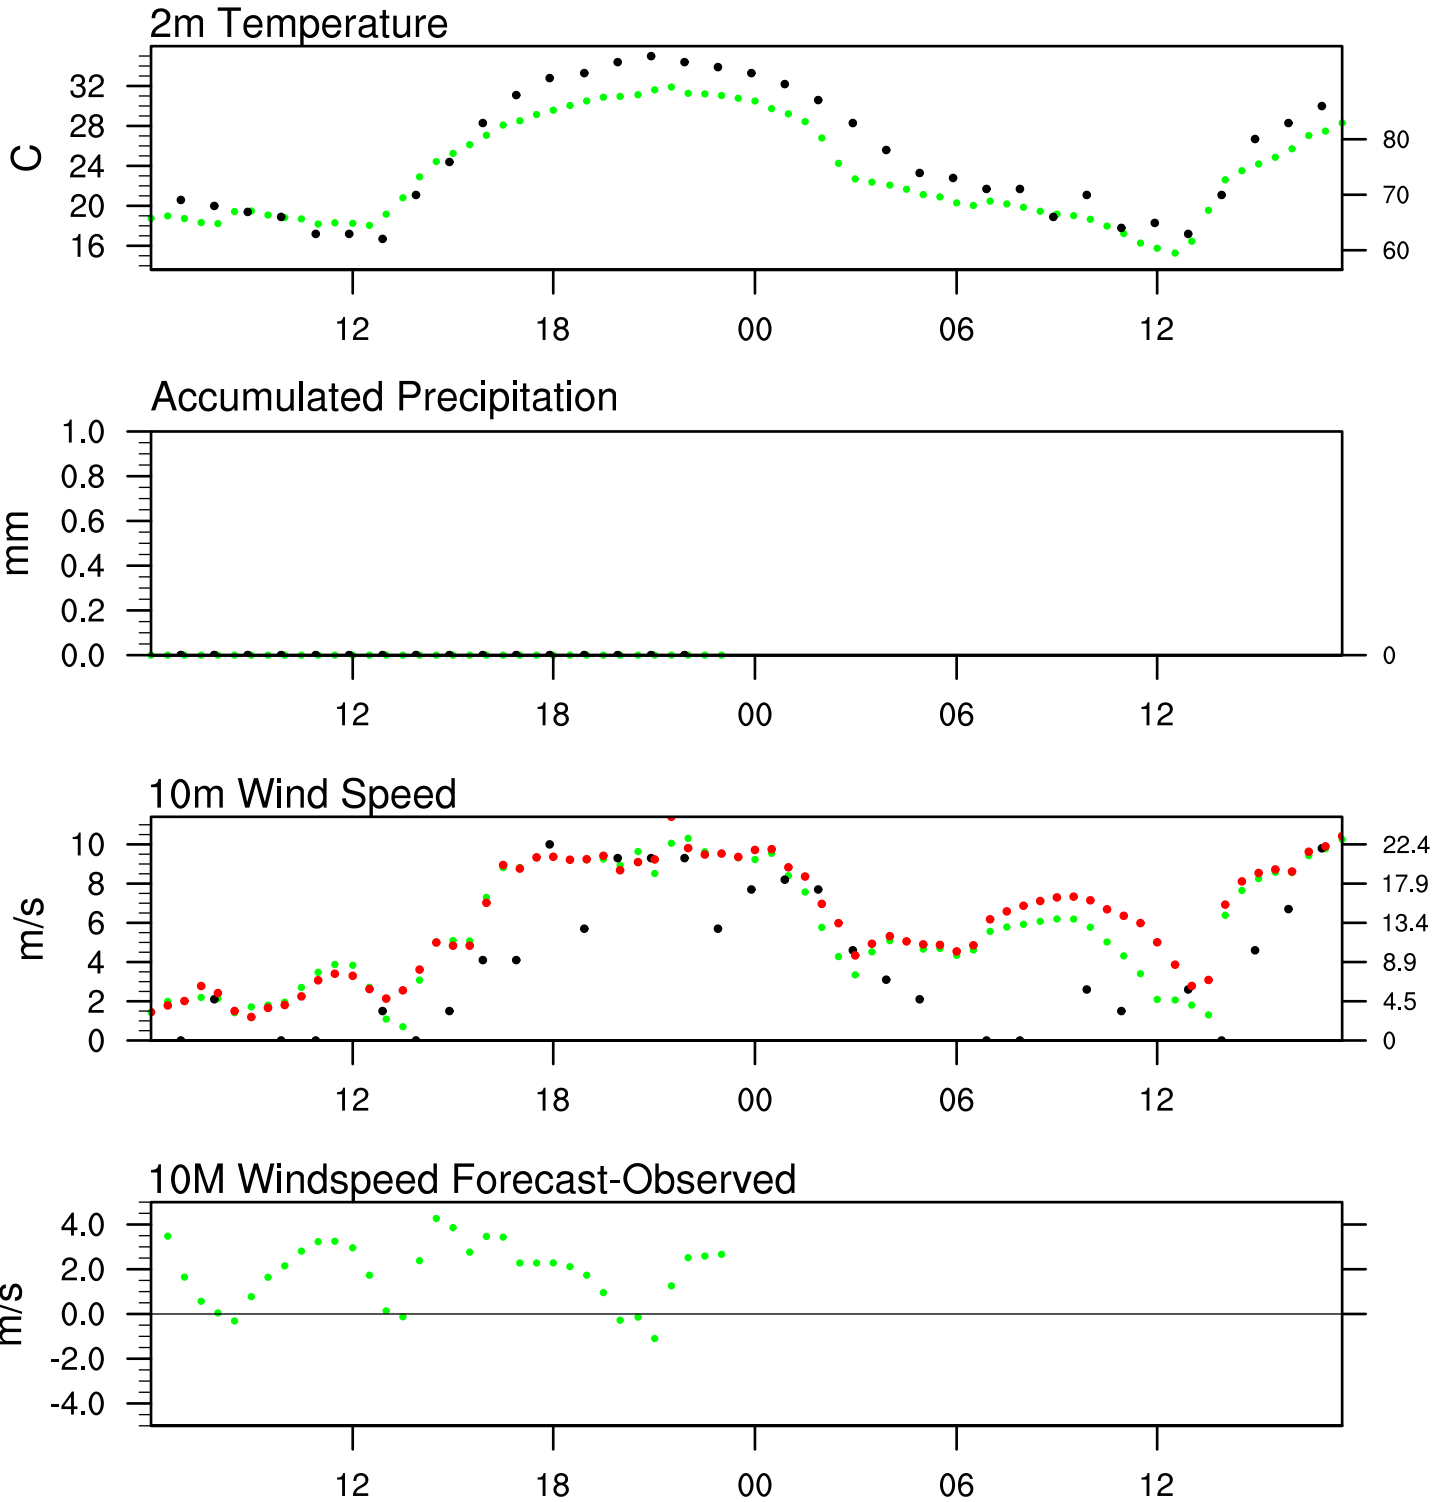 2m Temperature
32
28
24
20
16
C
80
70
60
12 18 00 06 12
Accumulated Precipitation
1.0
0.8
0.6
0.4
0.2
0.0
mm
0
12 18 00 06 12
10m Wind Speed
10
8
6
4
2
0
m/s
22.4
17.9
13.4
8.9
4.5
0
12 18 00 06 12
10M Windspeed Forecast-Observed
4.0
2.0
0.0
-2.0
-4.0
m/s
12 18 00 06 12